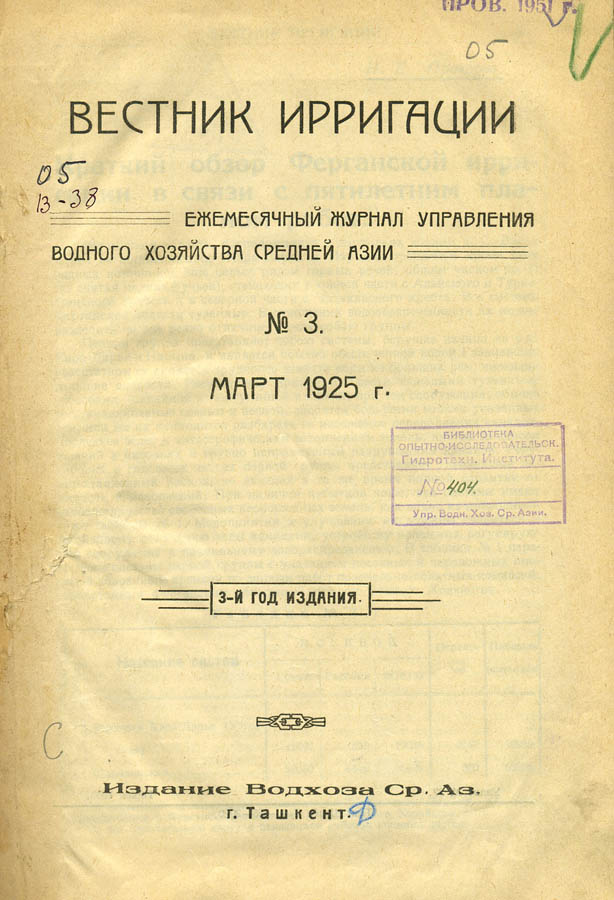 ПРОВ. 1951 г.
05
ВЕСТНИК ИРРИГАЦИИ
05
В-38
ЕЖЕМЕСЯЧНЫЙ ЖУРНАЛ УПРАВЛЕНИЯ
ВОДНОГО ХОЗЯЙСТВА СРЕДНЕЙ АЗИИ
№ 3.
МАРТ 1925 г.
БИБЛИОТЕКА
ОПЫТНО-ИССЛЕДОВАТЕЛЬСК.
Гидротехн. Института.
№ 404.
Упр. Водн. Хоз. Ср. Азии.
3-Й ГОД ИЗДАНИЯ.
С
Издание Водхоза Ср. Аз.
г. Ташкент.
Ф